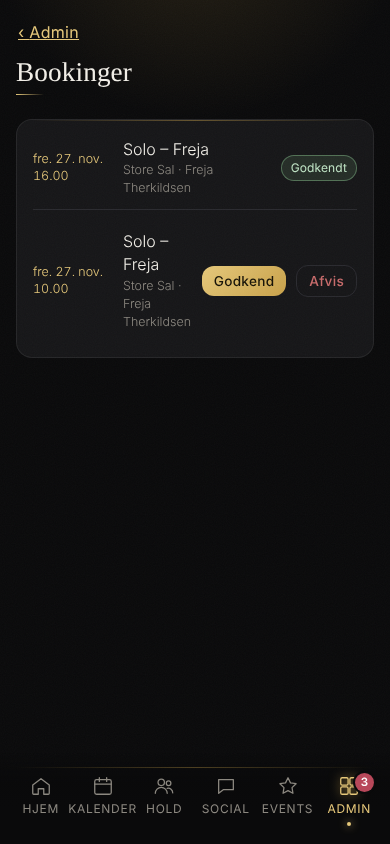 ‹ Admin
Bookinger
fre. 27. nov.
16.00
Solo – Freja
Store Sal · Freja
Therkildsen
Godkendt
fre. 27. nov.
10.00
Solo –
Freja
Store Sal ·
Freja
Therkildsen
Godkend
Afvis
3
HJEM
KALENDER
HOLD
SOCIAL
EVENTS
ADMIN